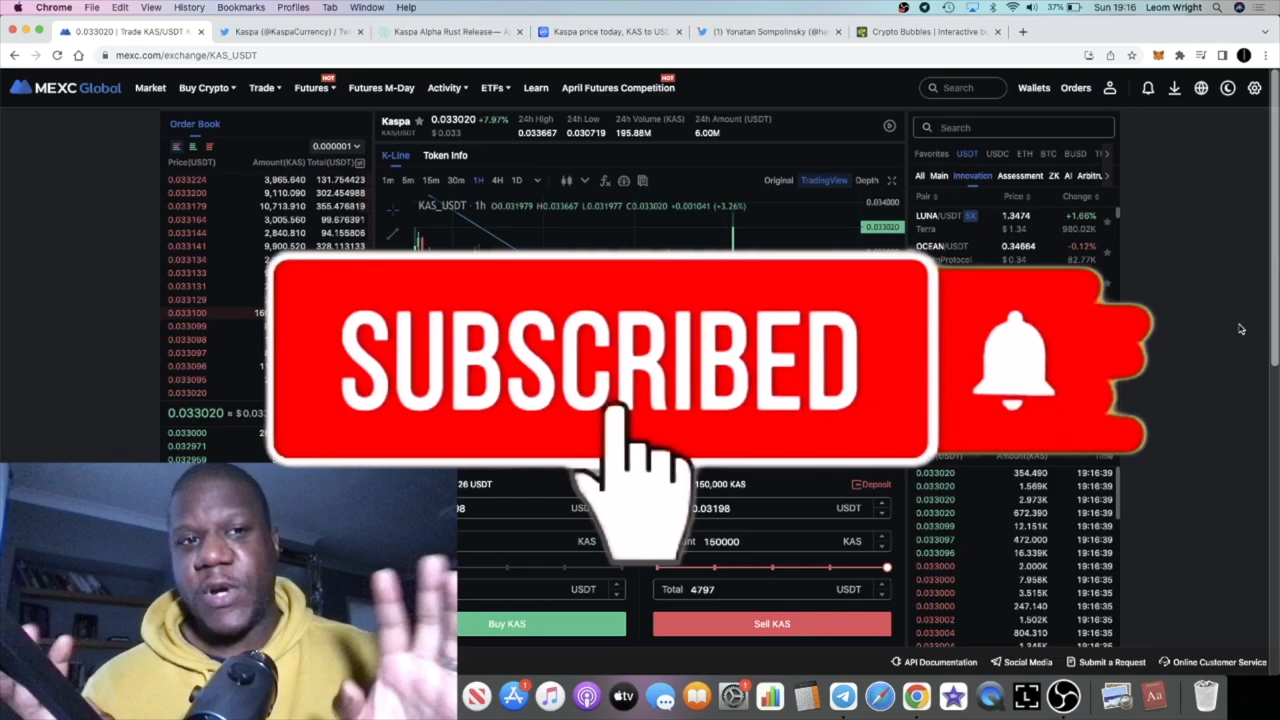 Chrome File Edit View History Bookmarks Profiles Tab Window Help 37% Sun 19:16 Leom Wright
0.033020 | Trade KAS/USDT K Kaspa (@KaspaCurrency) / Tw Kaspa Alpha Rust Release— A Kaspa price today, KAS to US (1) Yonatan Sompolinsky (@ha Crypto Bubbles | Interactive b
mexc.com/exchange/KAS_USDT
HOT HOT
MEXC Global Market Buy Crypto Trade Futures Futures M-Day Activity ETFs Learn April Futures Competition Search Wallets Orders
Order Book
0.000001
Price(USDT) Amount(KAS) Total(USDT)
0.033224 3,965.640 131.754423
0.033200 9,110.090 302.454988
0.033179 10,713.910 355.476819
0.033164 3,005.560 99.676391
0.033144 2,840.810 94.155806
0.033141 9,900.520 328.113133
0.033134
0.033133
0.033131
0.033129
0.033100
0.033099
0.033098
0.033097
0.033096
0.033095
0.033020
0.033020 ≈ $0.03
0.033000
0.032971
0.032959
Kaspa 0.033020 +7.97% 24h High 24h Low 24h Volume (KAS) 24h Amount (USDT)
KAS/USDT $ 0.033 0.033667 0.030719 195.88M 6.00M
K-Line Token Info
1m 5m 15m 30m 1H 4H 1D Original TradingView Depth
KAS_USDT 1h O0.031979 H0.033667 L0.031977 C0.033020 +0.001041 (+3.26%)
0.034000
0.033020
Search
Favorites USDT USDC ETH BTC BUSD
All Main Innovation Assessment ZK AI Arbitru
Pair Price Change
LUNA/USDT 5X 1.3474 +1.66%
Terra $ 1.34 980.02K
OCEAN/USDT 0.34664 -0.12%
Protocol $ 0.34 82.77K
SUBSCRIBED
26 USDT 150,000 KAS Deposit
98 USDT 0.03198 USDT
KAS 150000 KAS
USDT Total 4797 USDT
Buy KAS Sell KAS
Amount(KAS) Time
0.033020 354.490 19:16:39
0.033020 1.569K 19:16:39
0.033020 2.973K 19:16:39
0.033020 672.390 19:16:39
0.033099 12.151K 19:16:39
0.033097 472.000 19:16:39
0.033096 16.339K 19:16:39
0.033000 2.000K 19:16:38
0.033000 7.958K 19:16:35
0.033000 3.515K 19:16:35
0.033000 247.140 19:16:35
0.033002 1.502K 19:16:35
0.033004 804.310 19:16:35
API Documentation Social Media Submit a Request Online Customer Service
tv
Aa